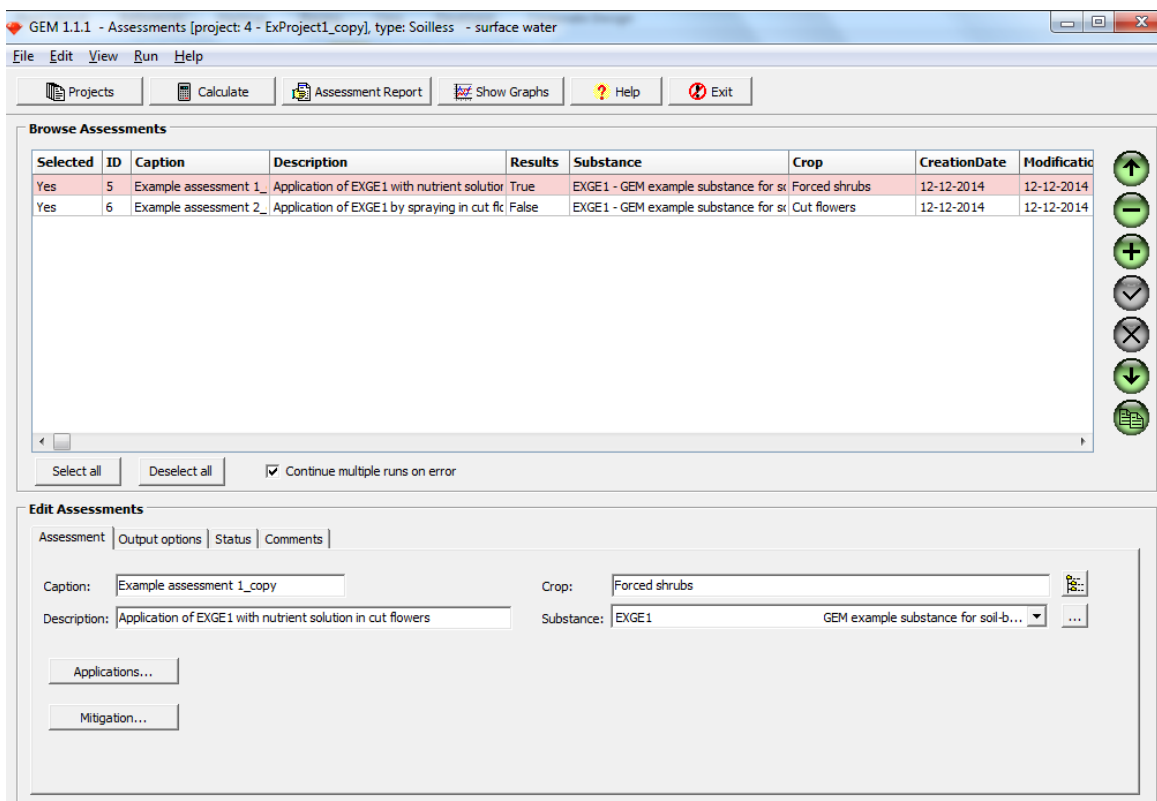 GEM 1.1.1 - Assessments [project: 4 - ExProject1_copy], type: Soilless - surface water
File Edit View Run Help
Projects Calculate Assessment Report Show Graphs ? Help Exit
Browse Assessments
Selected ID Caption Description Results Substance Crop CreationDate Modificatio
Yes 5 Example assessment 1_ Application of EXGE1 with nutrient solution True EXGE1 - GEM example substance for so Forced shrubs 12-12-2014 12-12-2014
Yes 6 Example assessment 2_ Application of EXGE1 by spraying in cut flo False EXGE1 - GEM example substance for so Cut flowers 12-12-2014 12-12-2014
Select all Deselect all Continue multiple runs on error
Edit Assessments
Assessment Output options Status Comments
Caption: Example assessment 1_copy Crop: Forced shrubs
Description: Application of EXGE1 with nutrient solution in cut flowers Substance: EXGE1 GEM example substance for soil-b... ...
Applications...
Mitigation...